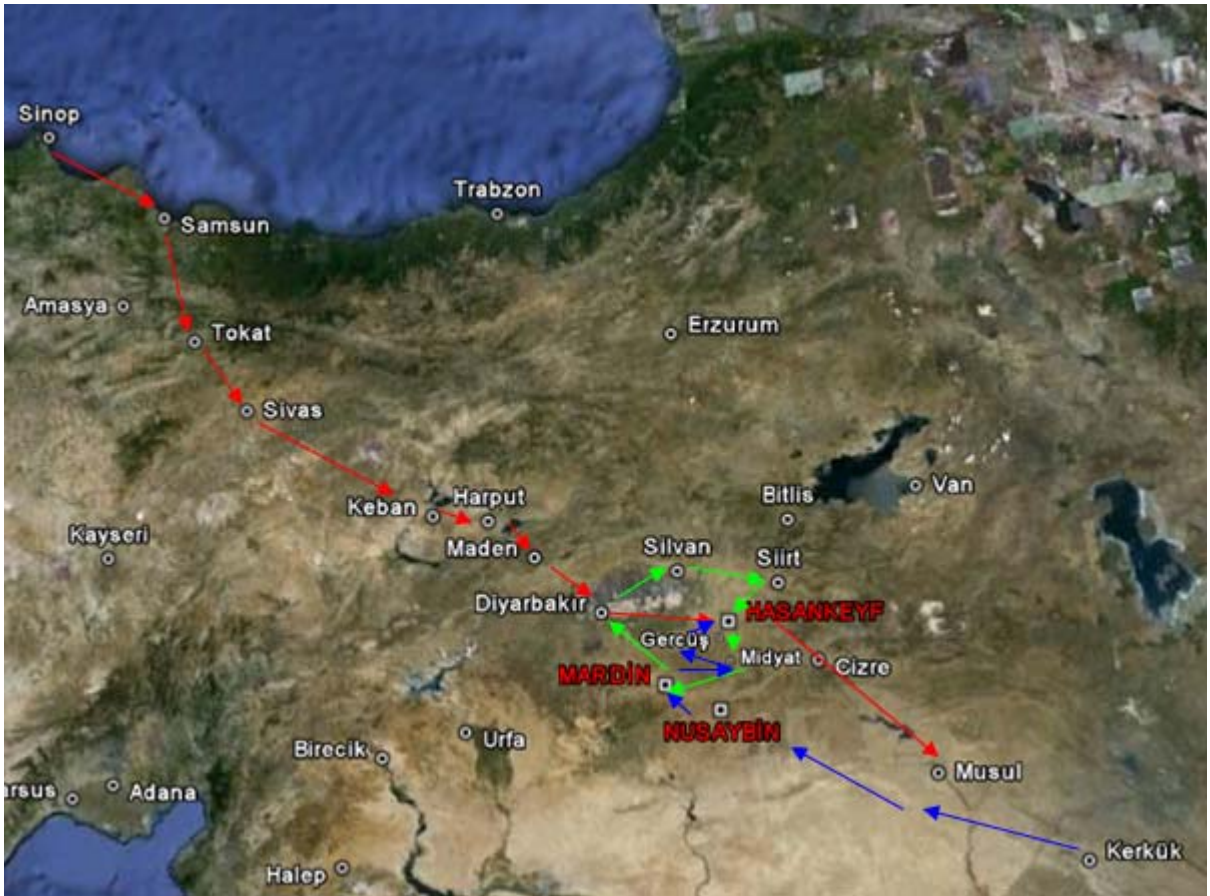 Sinop
Trabzon
Samsun
Amasya
Tokat
Erzurum
Sivas
Keban
Harput
Bitlis
Van
Kayseri
Maden
Silvan
Siirt
Diyarbakır
HASANKEYF
Gercüş
Midyat
Cizre
MARDİN
NUSAYBİN
Urfa
Birecik
Musul
arsus
Adana
Halep
Kerkük